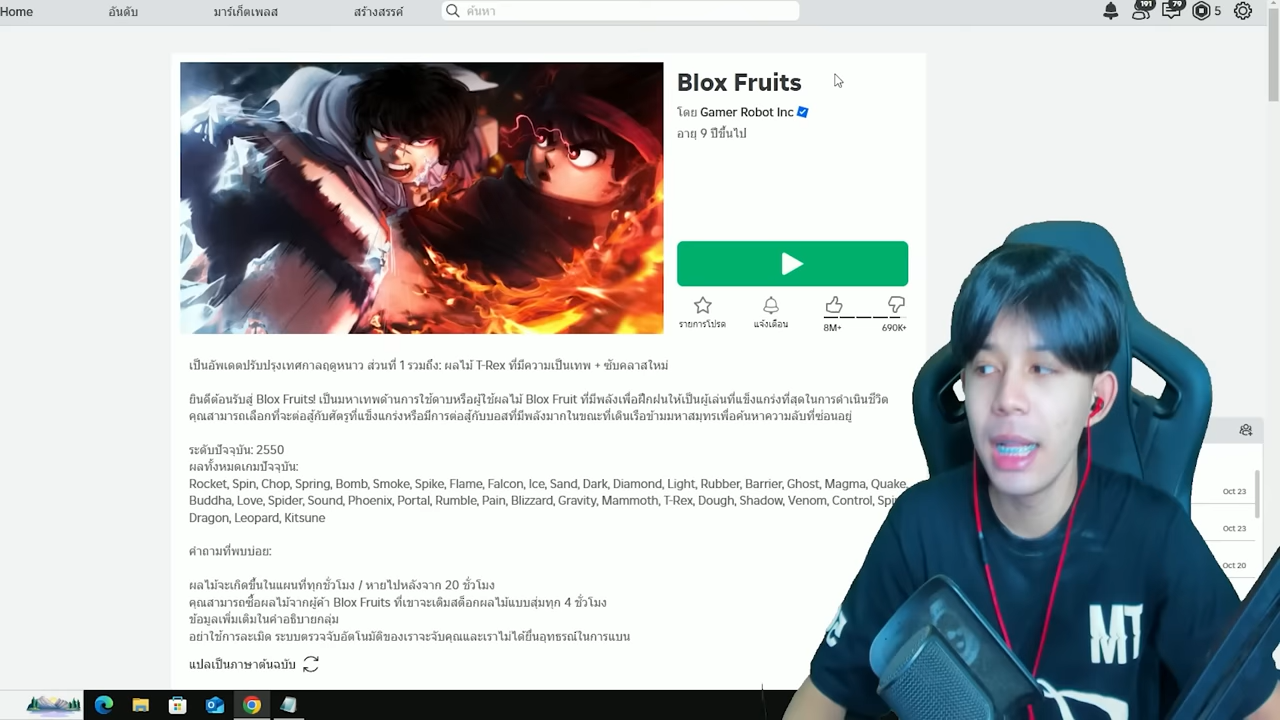 Home
อันดับ
มาร์เก็ตเพลส
สร้างสรรค์
ค้นหา
191
79
5
Blox Fruits
โดย Gamer Robot Inc
อายุ 9 ปีขึ้นไป
รายการโปรด
แจ้งเตือน
8M+
690K+
เป็นอัพเดตปรับปรุงเทศกาลฤดูหนาว ส่วนที่ 1 รวมถึง: ผลไม้ T-Rex ที่มีความเป็นเทพ + ซับคลาสใหม่
ยินดีต้อนรับสู่ Blox Fruits! เป็นมหาเทพด้านการใช้ดาบหรือผู้ใช้ผลไม้ Blox Fruit ที่มีพลังเพื่อฝึกฝนให้เป็นผู้เล่นที่แข็งแกร่งที่สุดในการดำเนินชีวิต
คุณสามารถเลือกที่จะต่อสู้กับศัตรูที่แข็งแกร่งหรือมีการต่อสู้กับบอสที่มีพลังมากในขณะที่เดินเรือข้ามมหาสมุทรเพื่อค้นหาความลับที่ซ่อนอยู่
ระดับปัจจุบัน: 2550
ผลทั้งหมดเกมปัจจุบัน:
Rocket, Spin, Chop, Spring, Bomb, Smoke, Spike, Flame, Falcon, Ice, Sand, Dark, Diamond, Light, Rubber, Barrier, Ghost, Magma, Quake,
Buddha, Love, Spider, Sound, Phoenix, Portal, Rumble, Pain, Blizzard, Gravity, Mammoth, T-Rex, Dough, Shadow, Venom, Control,
Dragon, Leopard, Kitsune
คำถามที่พบบ่อย:
ผลไม้จะเกิดขึ้นในแผนที่ทุกชั่วโมง / หายไปหลังจาก 20 ชั่วโมง
คุณสามารถซื้อผลไม้จากผู้ค้า Blox Fruits ที่เขาจะเติมสต็อกผลไม้แบบสุ่มทุก 4 ชั่วโมง
ข้อมูลเพิ่มเติมในคำอธิบายกลุ่ม
อย่าใช้การละเมิด ระบบตรวจจับอัตโนมัติของเราจะจับคุณและเราไม่ได้ยื่นอุทธรณ์ในการแบน
แปลเป็นภาษาต้นฉบับ
Oct 23
Oct 23
Oct 20
MT